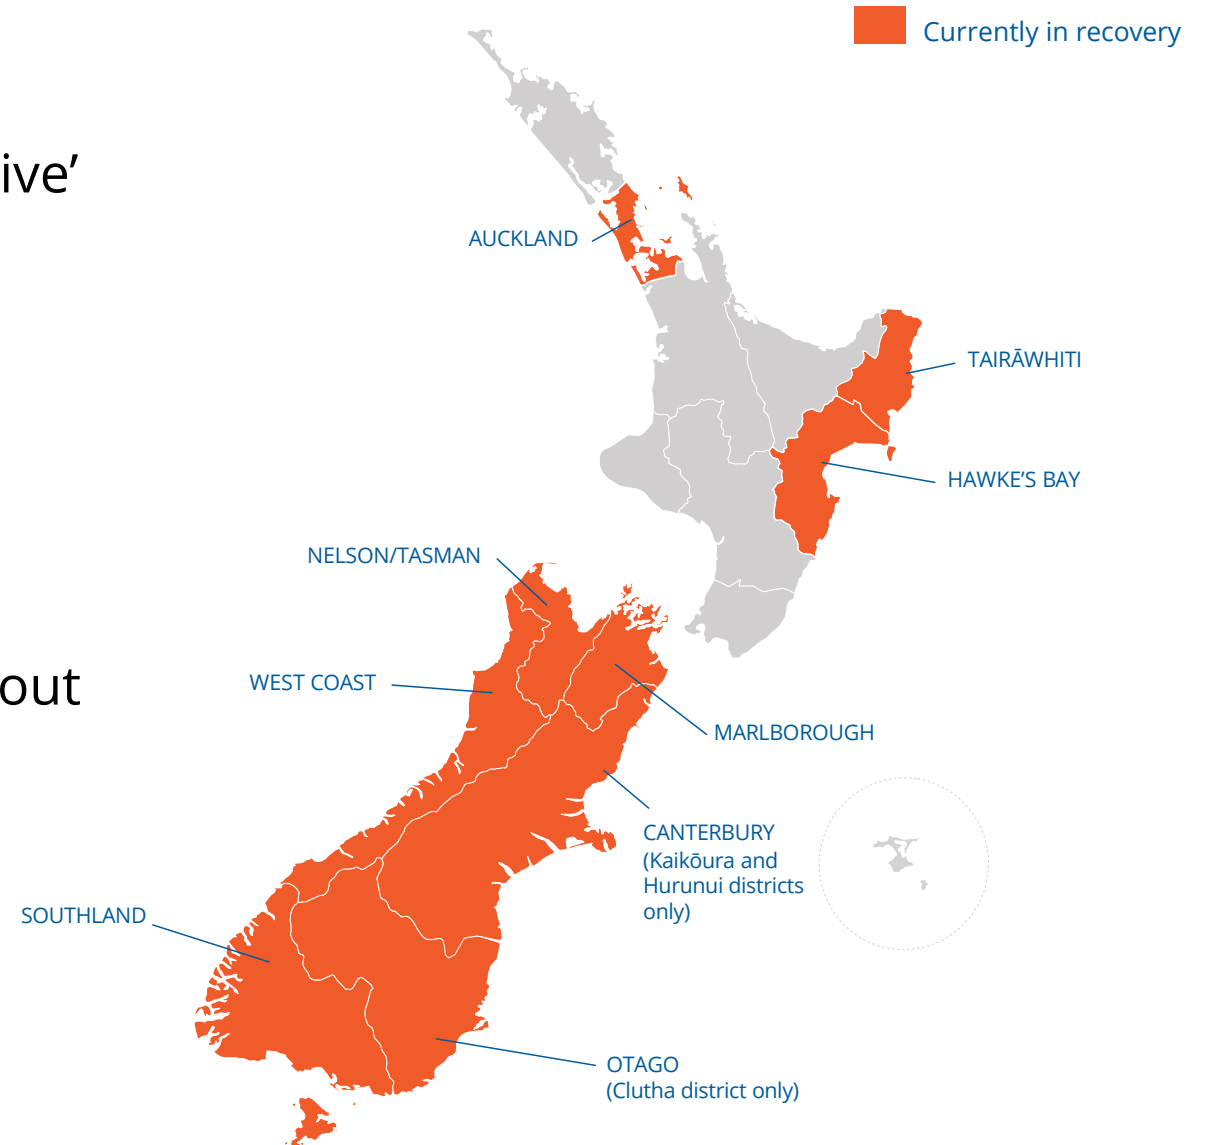 Currently in recovery
ive’
AUCKLAND
TAIRĀWHITI
HAWKE’S BAY
NELSON/TASMAN
WEST COAST
out
MARLBOROUGH
CANTERBURY
(Kaikōura and
Hurunui districts
only)
SOUTHLAND
OTAGO
(Clutha district only)